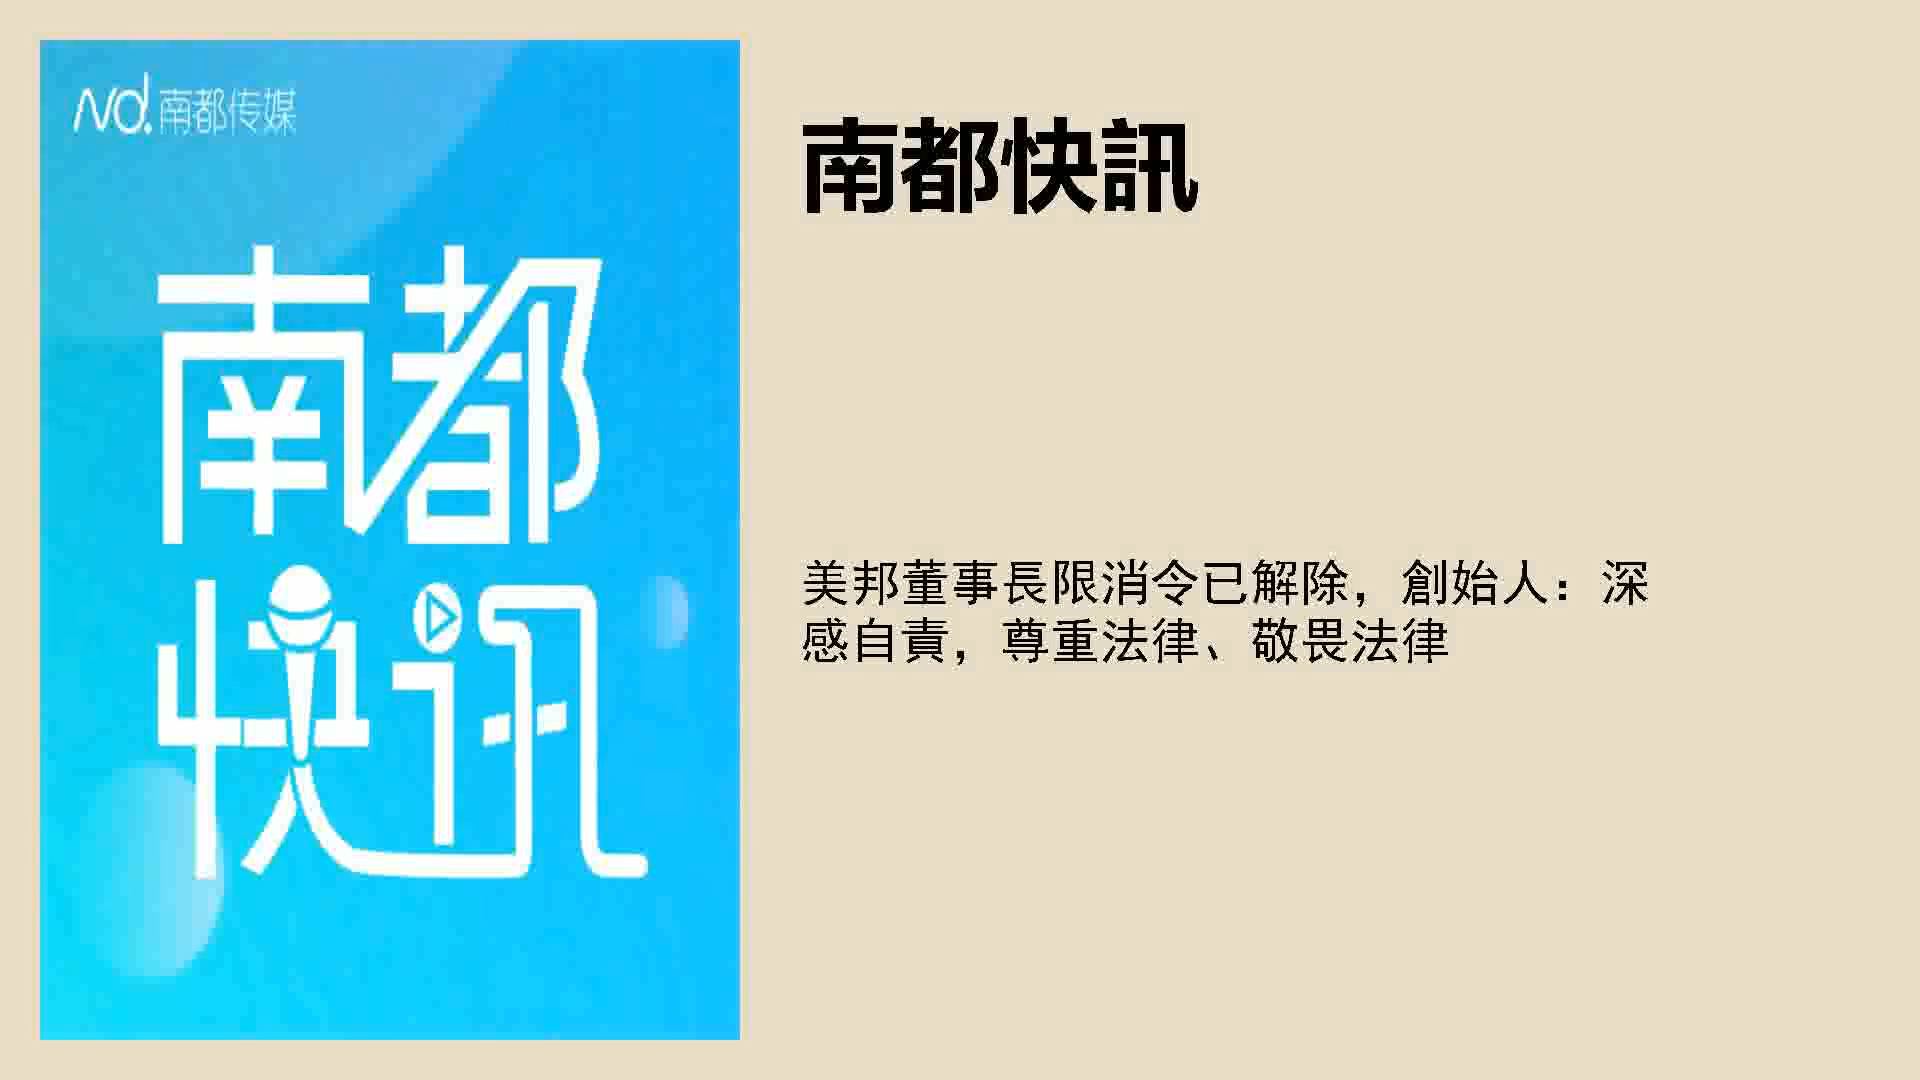 Nd.南都传媒
南都
快讯
南都快訊
美邦董事長限消令已解除，創始人：深
感自責，尊重法律、敬畏法律